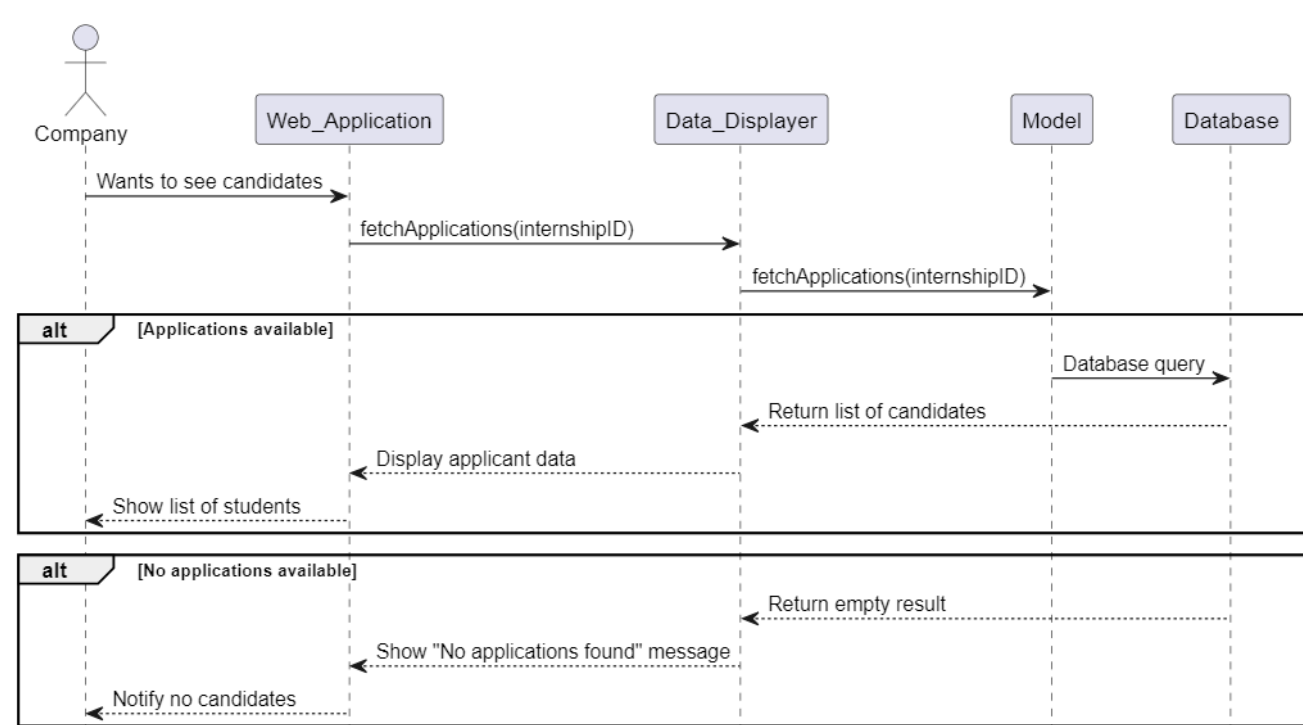 Company
Web_Application
Data_Displayer
Model
Database
Wants to see candidates
fetchApplications(internshipID)
fetchApplications(internshipID)
alt [Applications available]
Database query
Return list of candidates
Display applicant data
Show list of students
alt [No applications available]
Return empty result
Show "No applications found" message
Notify no candidates